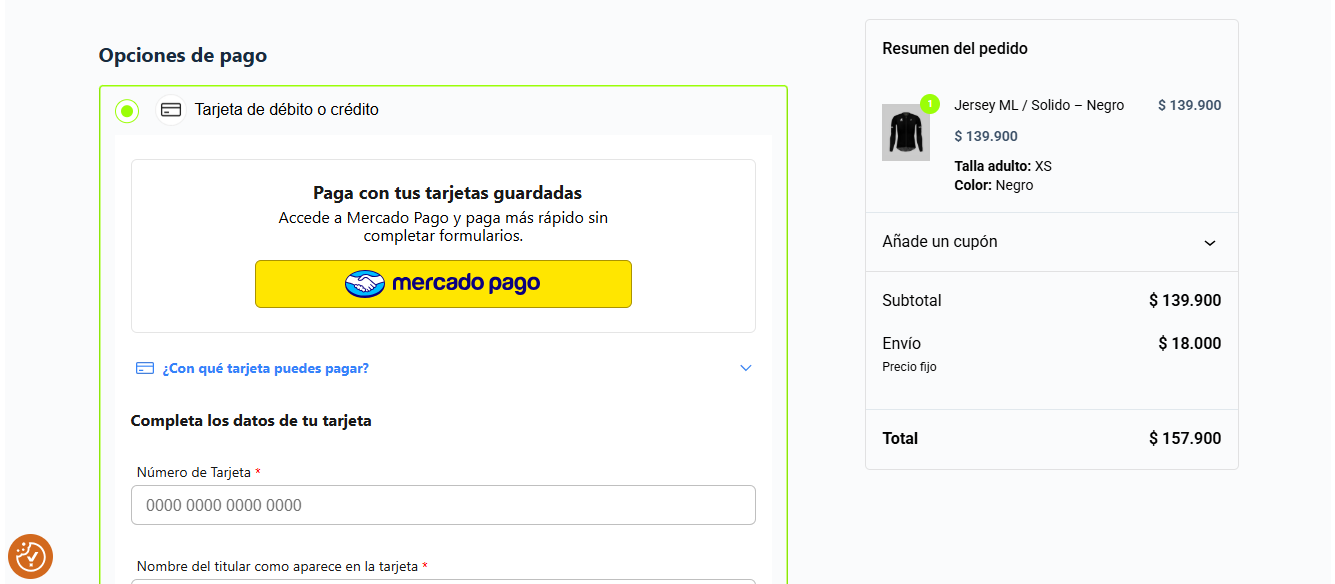 Opciones de pago
Tarjeta de débito o crédito
Paga con tus tarjetas guardadas
Accede a Mercado Pago y paga más rápido sin
completar formularios.
mercado pago
¿Con qué tarjeta puedes pagar?
Completa los datos de tu tarjeta
Número de Tarjeta *
0000 0000 0000 0000
Nombre del titular como aparece en la tarjeta *
Resumen del pedido
1
Jersey ML / Solido – Negro $ 139.900
$ 139.900
Talla adulto: XS
Color: Negro
Añade un cupón
Subtotal $ 139.900
Envío $ 18.000
Precio fijo
Total $ 157.900